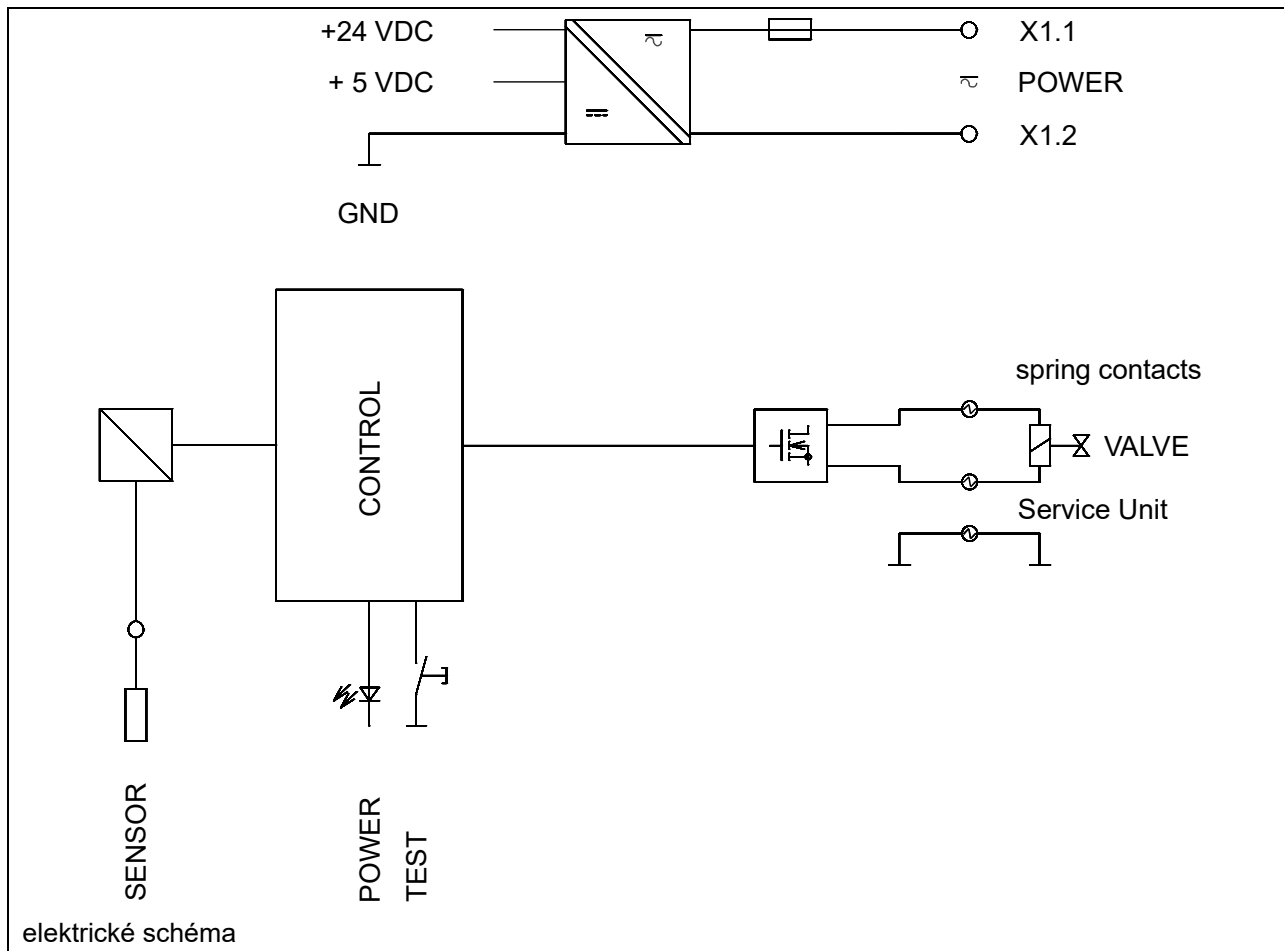 +24 VDC
X1.1
+ 5 VDC
POWER
X1.2
GND
CONTROL
spring contacts
VALVE
Service Unit
SENSOR
POWER
TEST
elektrické schéma